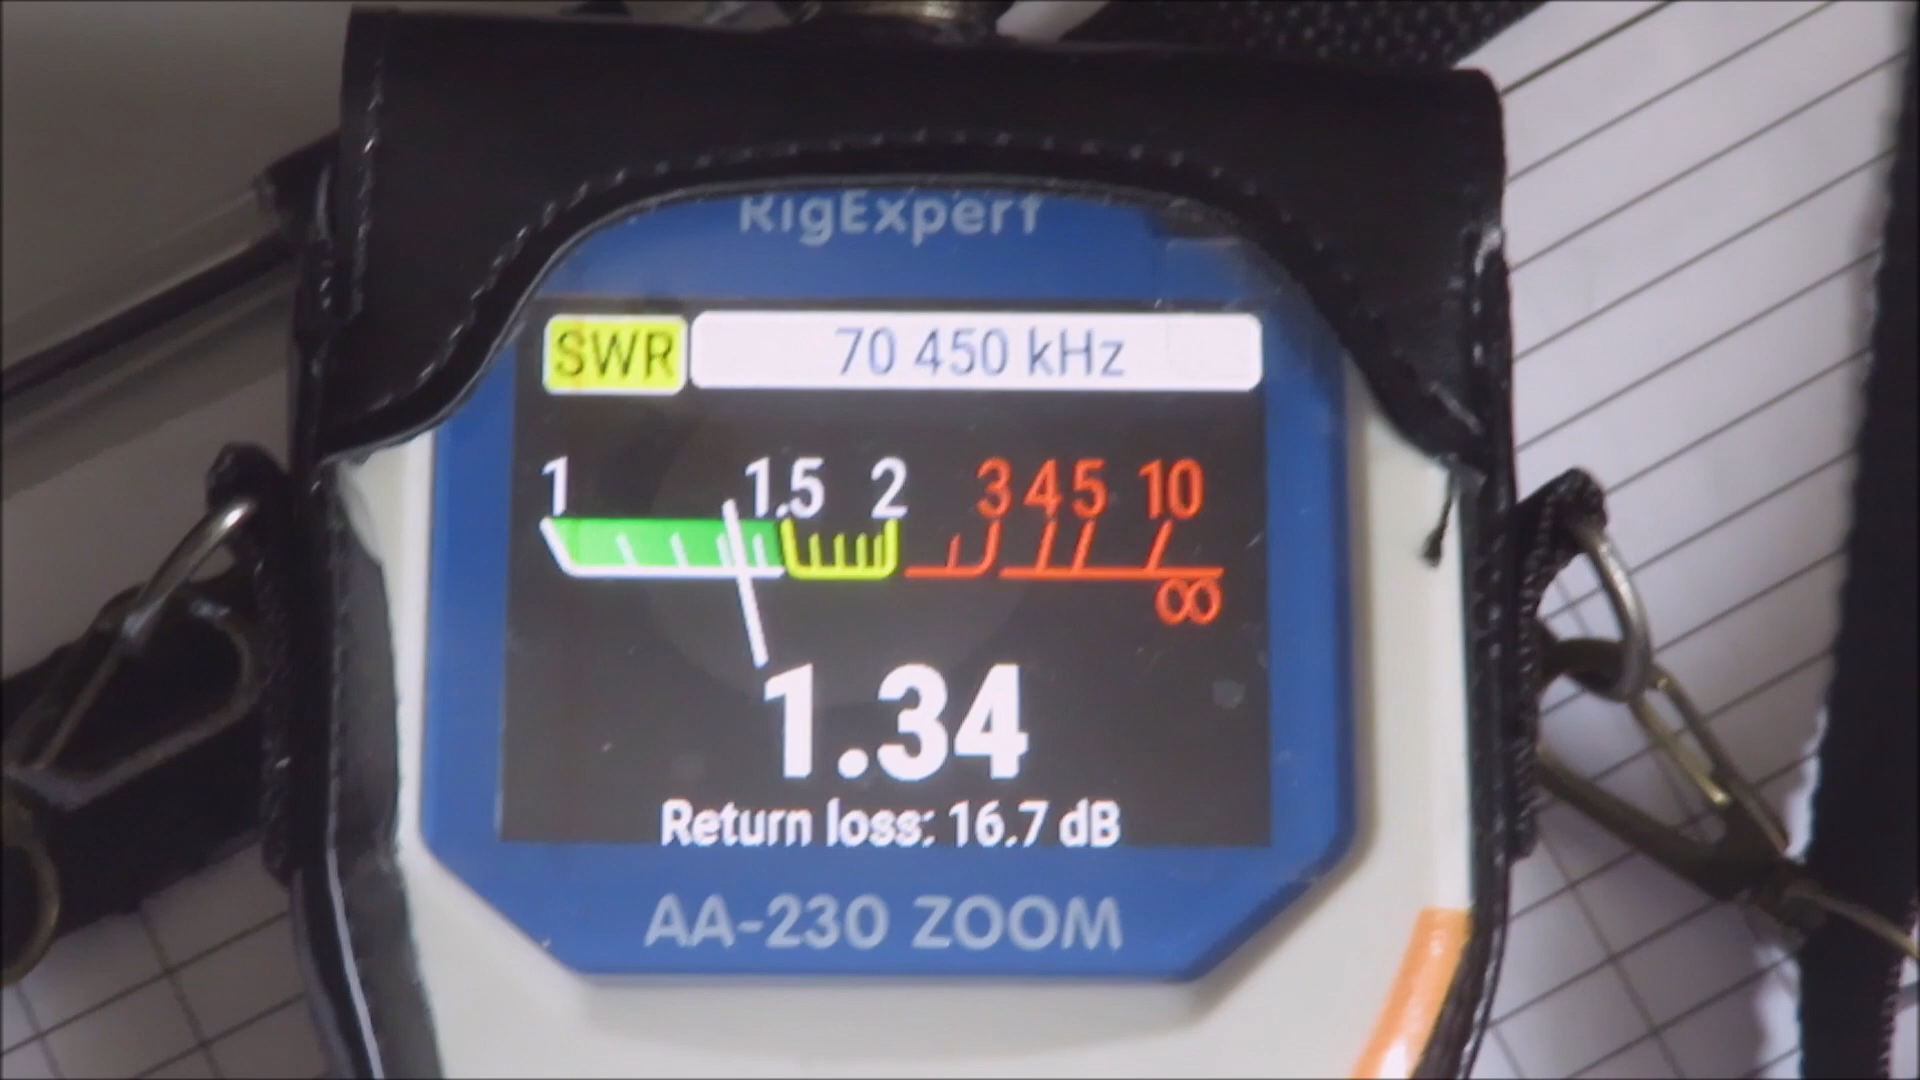 RigExpert
SWR 70 450 kHz
1 1.5 2 3 4 5 10
∞
1.34
Return loss: 16.7 dB
AA-230 ZOOM